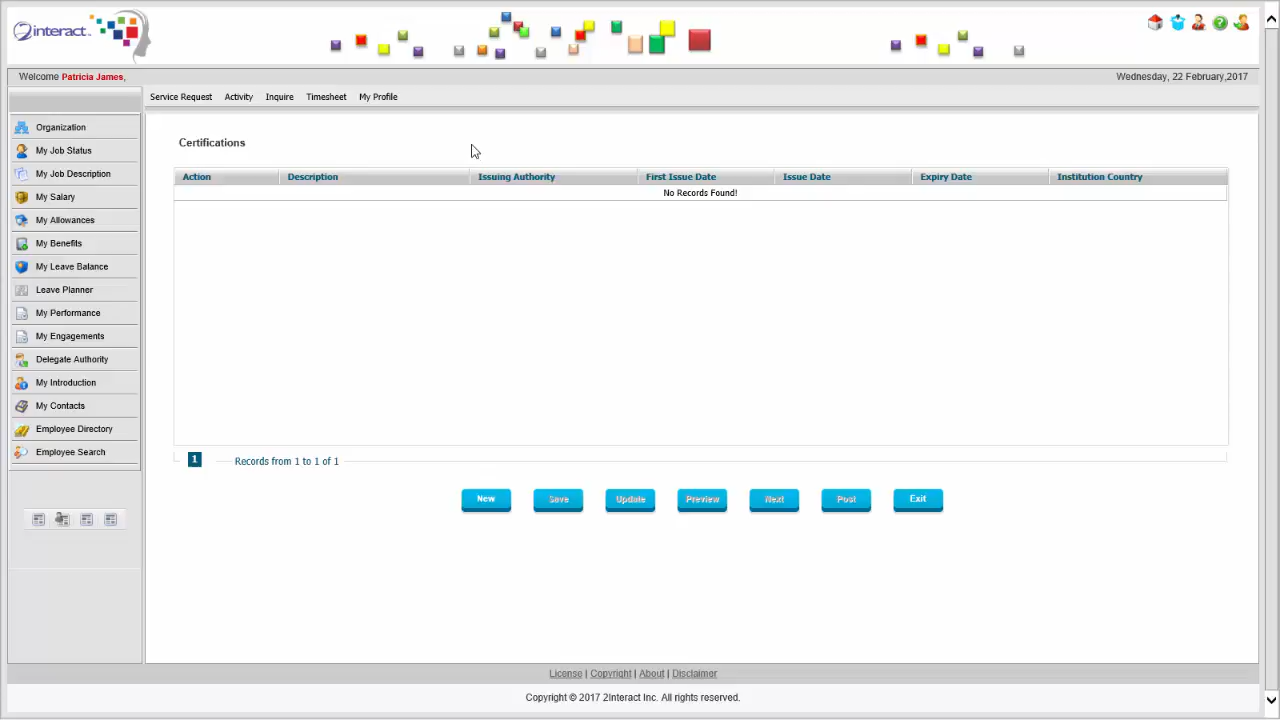 2interact™
Welcome Patricia James,
Wednesday, 22 February,2017
Service Request Activity Inquire Timesheet My Profile
Organization
My Job Status
My Job Description
My Salary
My Allowances
My Benefits
My Leave Balance
Leave Planner
My Performance
My Engagements
Delegate Authority
My Introduction
My Contacts
Employee Directory
Employee Search
Certifications
Action Description Issuing Authority First Issue Date Issue Date Expiry Date Institution Country
No Records Found!
1 Records from 1 to 1 of 1
New Save Update Preview Next Post Exit
License | Copyright | About | Disclaimer
Copyright © 2017 2Interact Inc. All rights reserved.